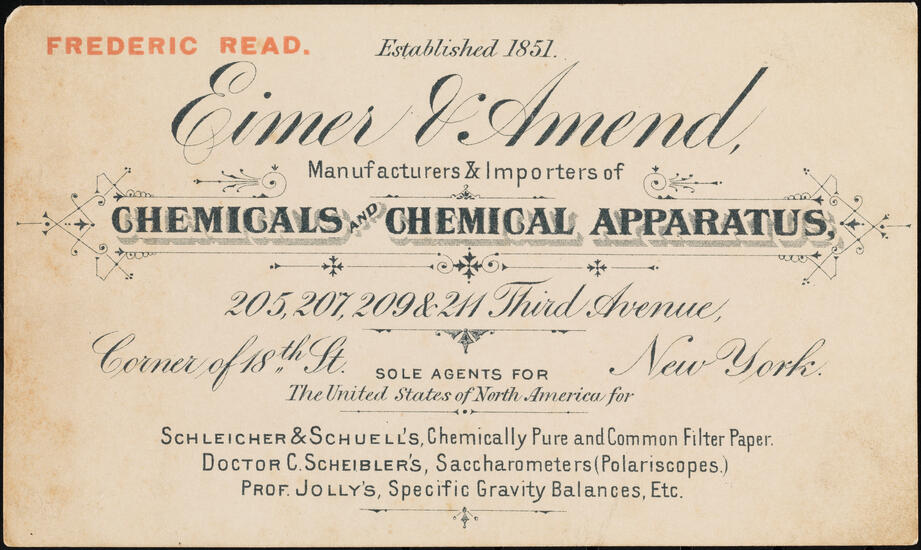 FREDERIC READ.
Established 1851.
Eimer & Amend,
Manufacturers & Importers of
CHEMICALS AND CHEMICAL APPARATUS,
205, 207, 209 & 211 Third Avenue,
Corner of 18th St.
New York.
SOLE AGENTS FOR
The United States of North America for
SCHLEICHER & SCHUELL'S, Chemically Pure and Common Filter Paper.
DOCTOR C. SCHEIBLER'S, Saccharometers (Polariscopes.)
PROF. JOLLY'S, Specific Gravity Balances, Etc.